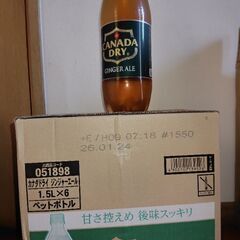 CANADA
DRY
GINGER ALE
+E/H09 07.18 #1550
26.01.24
051898
カナダドライ ジンジャーエール
1.5L×6
ペットボトル
甘さ控えめ 後味スッキリ